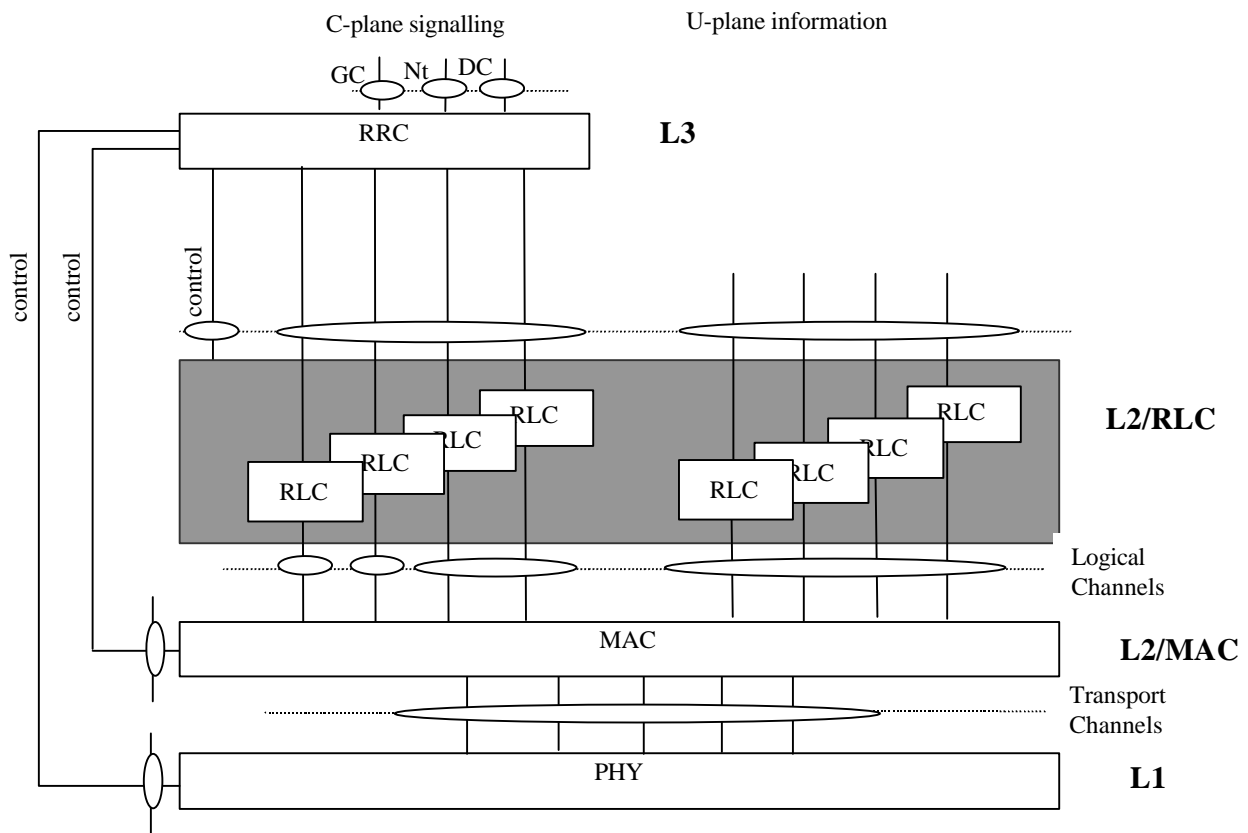 C-plane signalling
U-plane information
GC
Nt
DC
RRC
L3
control
control
control
RLC
RLC
RLC
RLC
RLC
RLC
RLC
RLC
L2/RLC
Logical
Channels
MAC
L2/MAC
Transport
Channels
PHY
L1